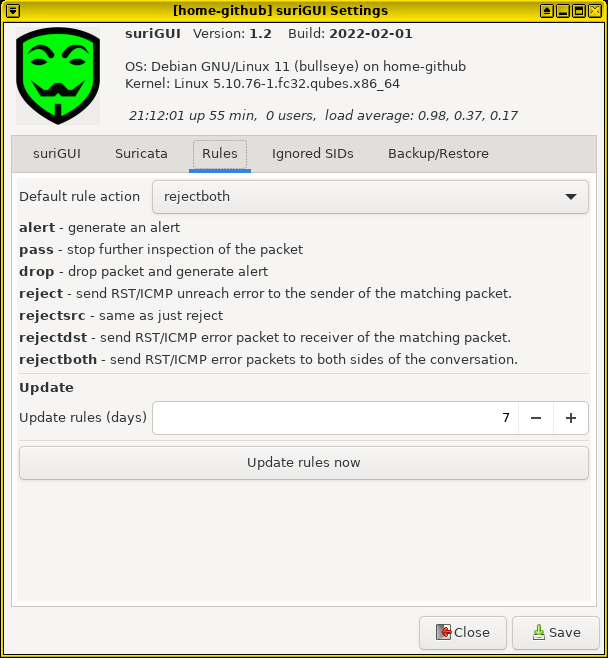 [home-github] suriGUI Settings
suriGUI Version: 1.2 Build: 2022-02-01
OS: Debian GNU/Linux 11 (bullseye) on home-github
Kernel: Linux 5.10.76-1.fc32.qubes.x86_64
21:12:01 up 55 min, 0 users, load average: 0.98, 0.37, 0.17
suriGUI Suricata Rules Ignored SIDs Backup/Restore
Default rule action rejectboth
alert - generate an alert
pass - stop further inspection of the packet
drop - drop packet and generate alert
reject - send RST/ICMP unreach error to the sender of the matching packet.
rejectsrc - same as just reject
rejectdst - send RST/ICMP error packet to receiver of the matching packet.
rejectboth - send RST/ICMP error packets to both sides of the conversation.
Update
Update rules (days) 7 − +
Update rules now
Close Save